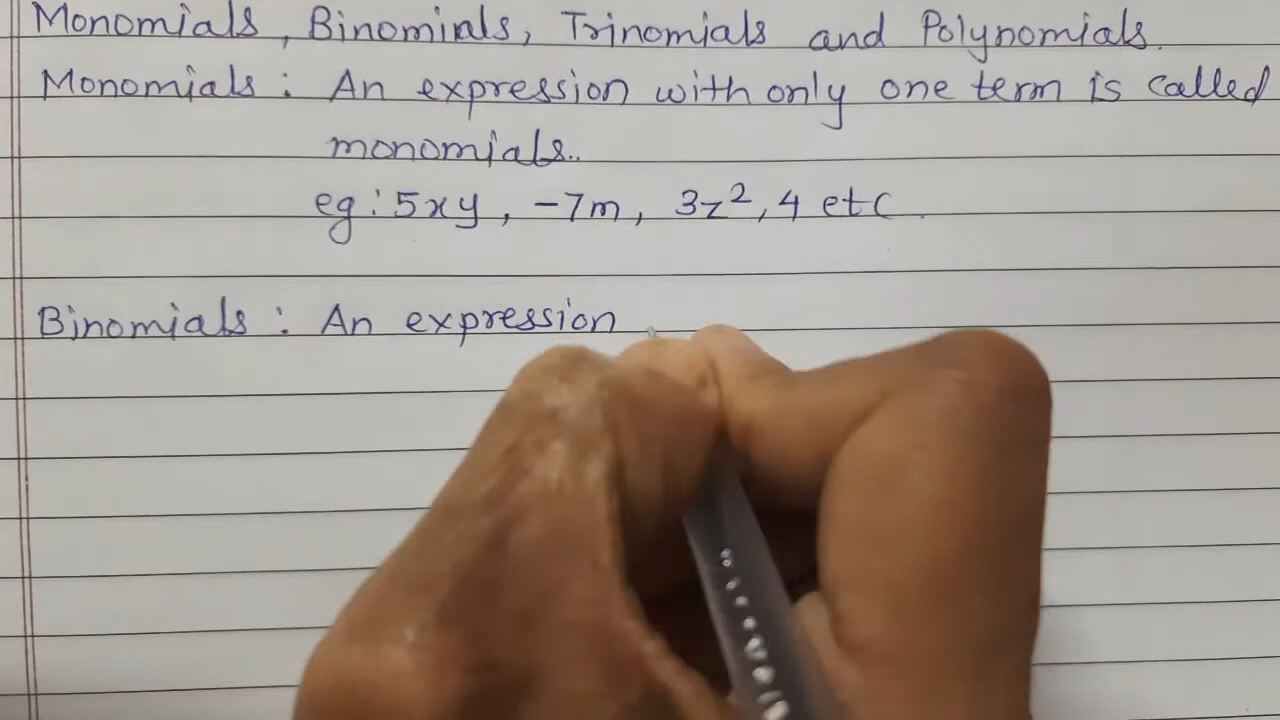 Monomials, Binomials, Trinomials and Polynomials.
Monomials : An expression with only one term is called
monomials..
eg : 5xy, -7m, 3z², 4 etc.
Binomials : An expression